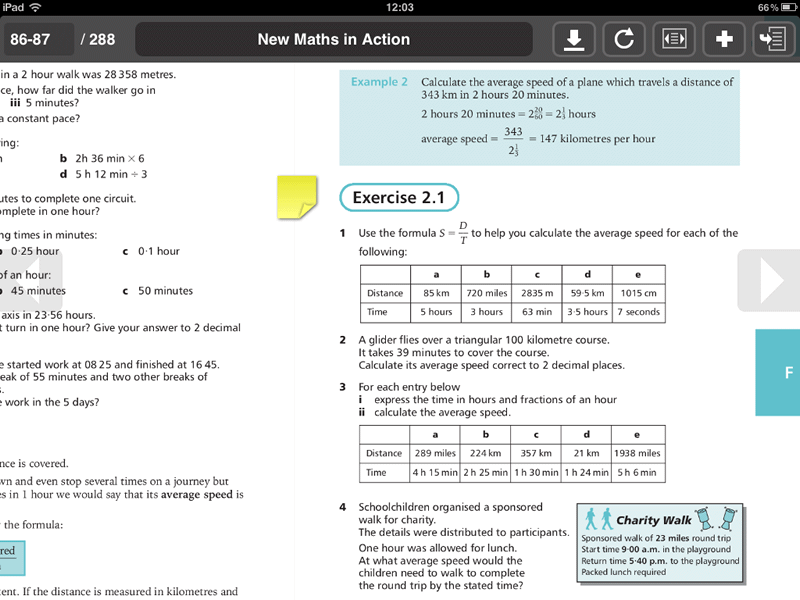 iPad
12:03
66%
86-87 / 288
New Maths in Action
in a 2 hour walk was 28 358 metres.
ce, how far did the walker go in
iii 5 minutes?
a constant pace?
ing:
b 2h 36 min × 6
d 5 h 12 min ÷ 3
utes to complete one circuit.
omplete in one hour?
ng times in minutes:
0·25 hour c 0·1 hour
of an hour:
45 minutes c 50 minutes
axis in 23·56 hours.
t turn in one hour? Give your answer to 2 decimal
e started work at 08 25 and finished at 16 45.
eak of 55 minutes and two other breaks of
s.
e work in the 5 days?
nce is covered.
wn and even stop several times on a journey but
es in 1 hour we would say that its average speed is
the formula:
red
tent. If the distance is measured in kilometres and
Example 2 Calculate the average speed of a plane which travels a distance of
343 km in 2 hours 20 minutes.
2 hours 20 minutes = 2 20/60 = 2 1/3 hours
average speed = 343 / 2 1/3 = 147 kilometres per hour
Exercise 2.1
1 Use the formula S = D/T to help you calculate the average speed for each of the
following:
a b c d e
Distance 85 km 720 miles 2835 m 59·5 km 1015 cm
Time 5 hours 3 hours 63 min 3·5 hours 7 seconds
2 A glider flies over a triangular 100 kilometre course.
It takes 39 minutes to cover the course.
Calculate its average speed correct to 2 decimal places.
3 For each entry below
i express the time in hours and fractions of an hour
ii calculate the average speed.
a b c d e
Distance 289 miles 224 km 357 km 21 km 1938 miles
Time 4 h 15 min 2 h 25 min 1 h 30 min 1 h 24 min 5 h 6 min
4 Schoolchildren organised a sponsored
walk for charity.
The details were distributed to participants.
One hour was allowed for lunch.
At what average speed would the
children need to walk to complete
the round trip by the stated time?
Charity Walk
Sponsored walk of 23 miles round trip
Start time 9·00 a.m. in the playground
Return time 5·40 p.m. to the playground
Packed lunch required
F